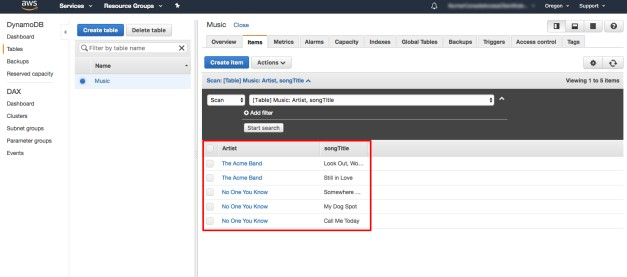 aws
Services
Resource Groups
Oregon
Support
DynamoDB
Dashboard
Tables
Backups
Reserved capacity
DAX
Dashboard
Clusters
Subnet groups
Parameter groups
Events
Create table
Delete table
Filter by table name
X
Name
Music
Music Close
Overview Items Metrics Alarms Capacity Indexes Global Tables Backups Triggers Access control Tags
Create item Actions
Scan: [Table] Music: Artist, songTitle
Viewing 1 to 5 items
Scan [Table] Music: Artist, songTitle
Add filter
Start search
Artist songTitle
The Acme Band Look Out, Wo...
The Acme Band Still in Love
No One You Know Somewhere ...
No One You Know My Dog Spot
No One You Know Call Me Today